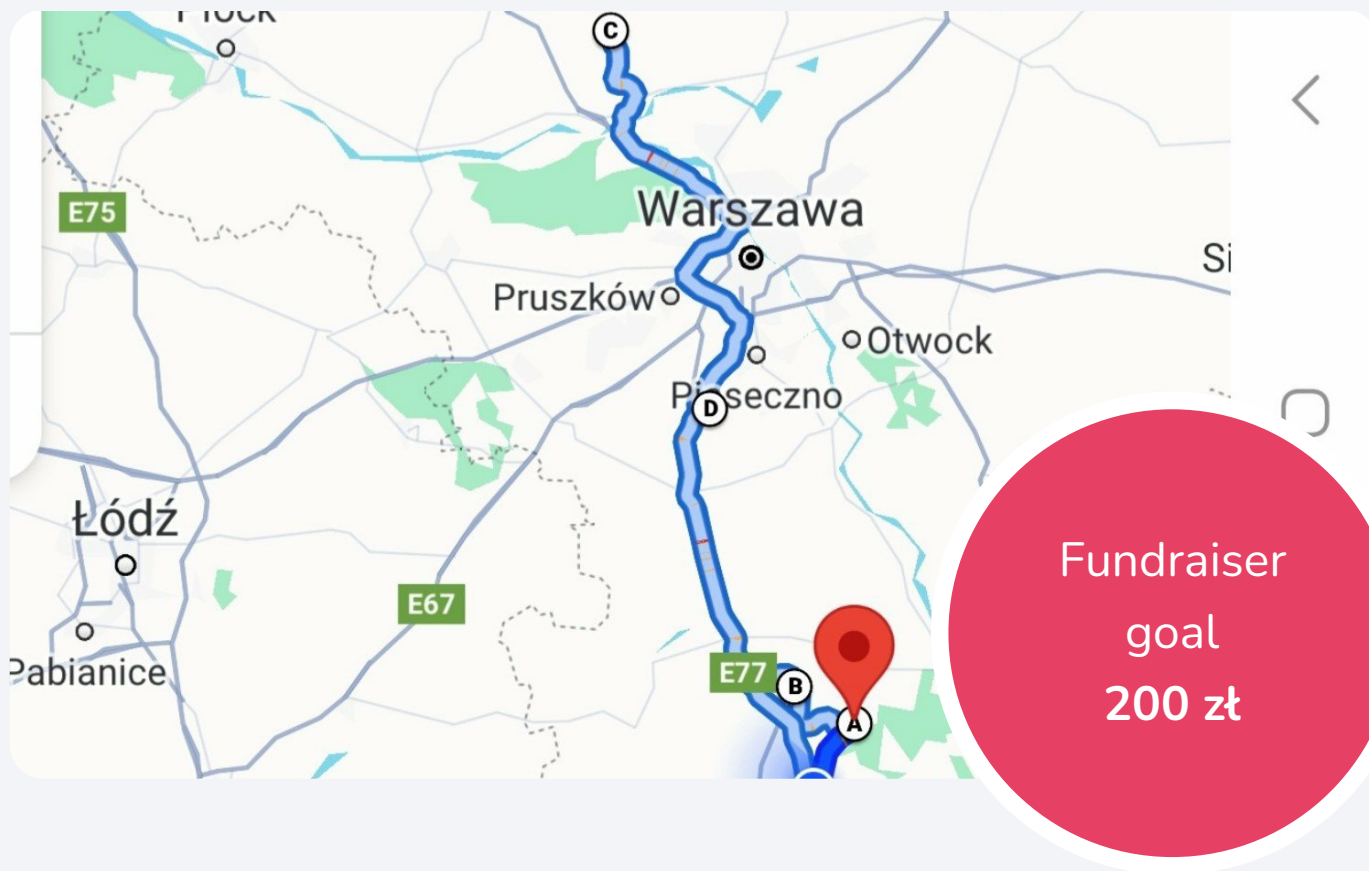 C
E75
Warszawa
Pruszków
Otwock
D
Łódź
E67
Pabianice
E77
B
A
Fundraiser
goal
200 zł